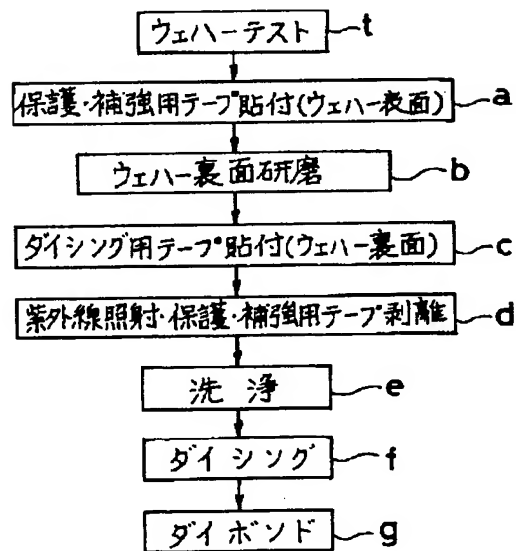 ウェハーテスト t
保護・補強用テープ貼付(ウェハー表面) a
ウェハー裏面研磨 b
ダイシング用テープ貼付(ウェハー裏面) c
紫外線照射・保護・補強用テープ剥離 d
洗浄 e
ダイシング f
ダイボンド g